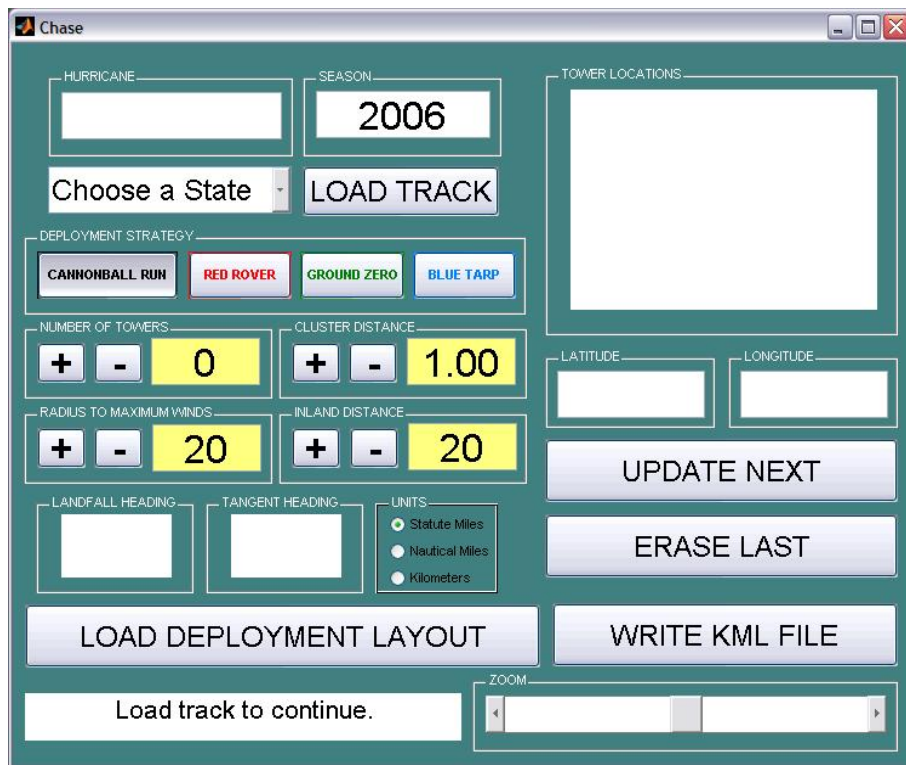 Chase
HURRICANE
SEASON
TOWER LOCATIONS
2006
Choose a State
LOAD TRACK
DEPLOYMENT STRATEGY
CANNONBALL RUN
RED ROVER
GROUND ZERO
BLUE TARP
NUMBER OF TOWERS
CLUSTER DISTANCE
+ - 0
+ - 1.00
LATITUDE
LONGITUDE
RADIUS TO MAXIMUM WINDS
INLAND DISTANCE
+ - 20
+ - 20
UPDATE NEXT
LANDFALL HEADING
TANGENT HEADING
UNITS
Statute Miles
Nautical Miles
Kilometers
ERASE LAST
LOAD DEPLOYMENT LAYOUT
WRITE KML FILE
Load track to continue.
ZOOM